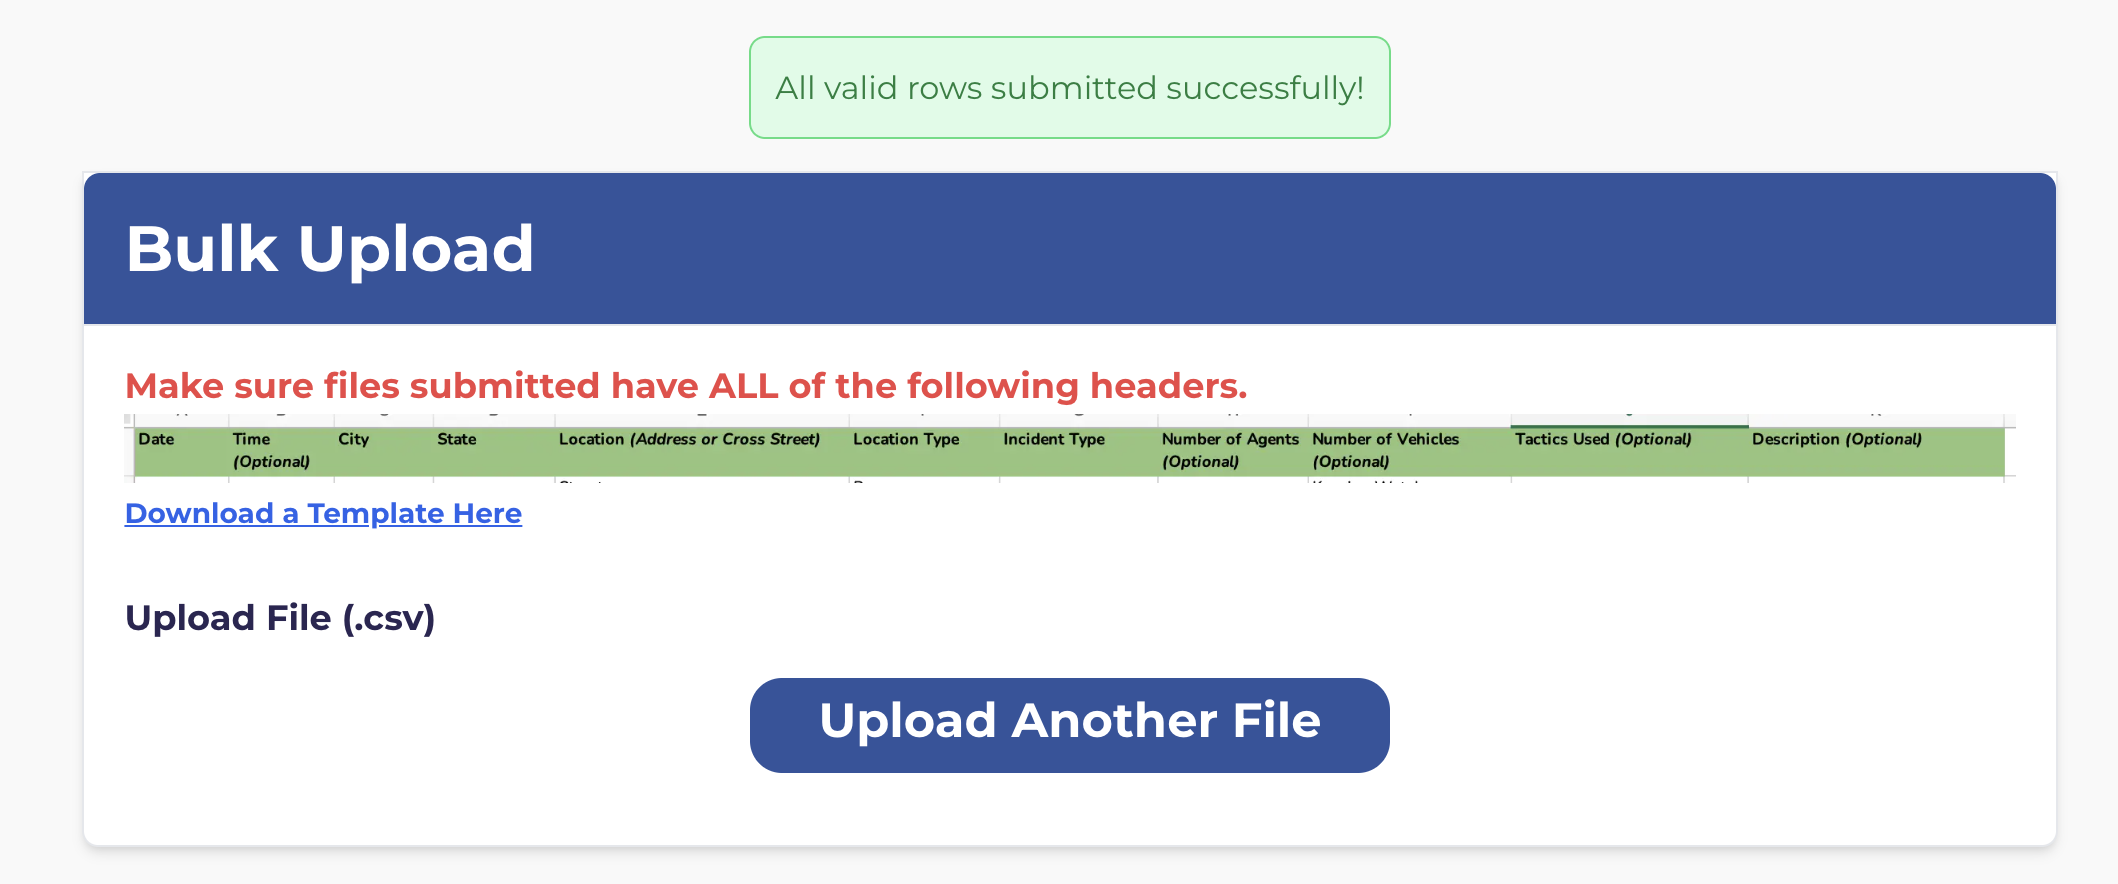 All valid rows submitted successfully!
Bulk Upload
Make sure files submitted have ALL of the following headers.
Date Time City State Location (Address or Cross Street) Location Type Incident Type Number of Agents Number of Vehicles Tactics Used (Optional) Description (Optional)
(Optional) (Optional) (Optional)
Download a Template Here
Upload File (.csv)
Upload Another File